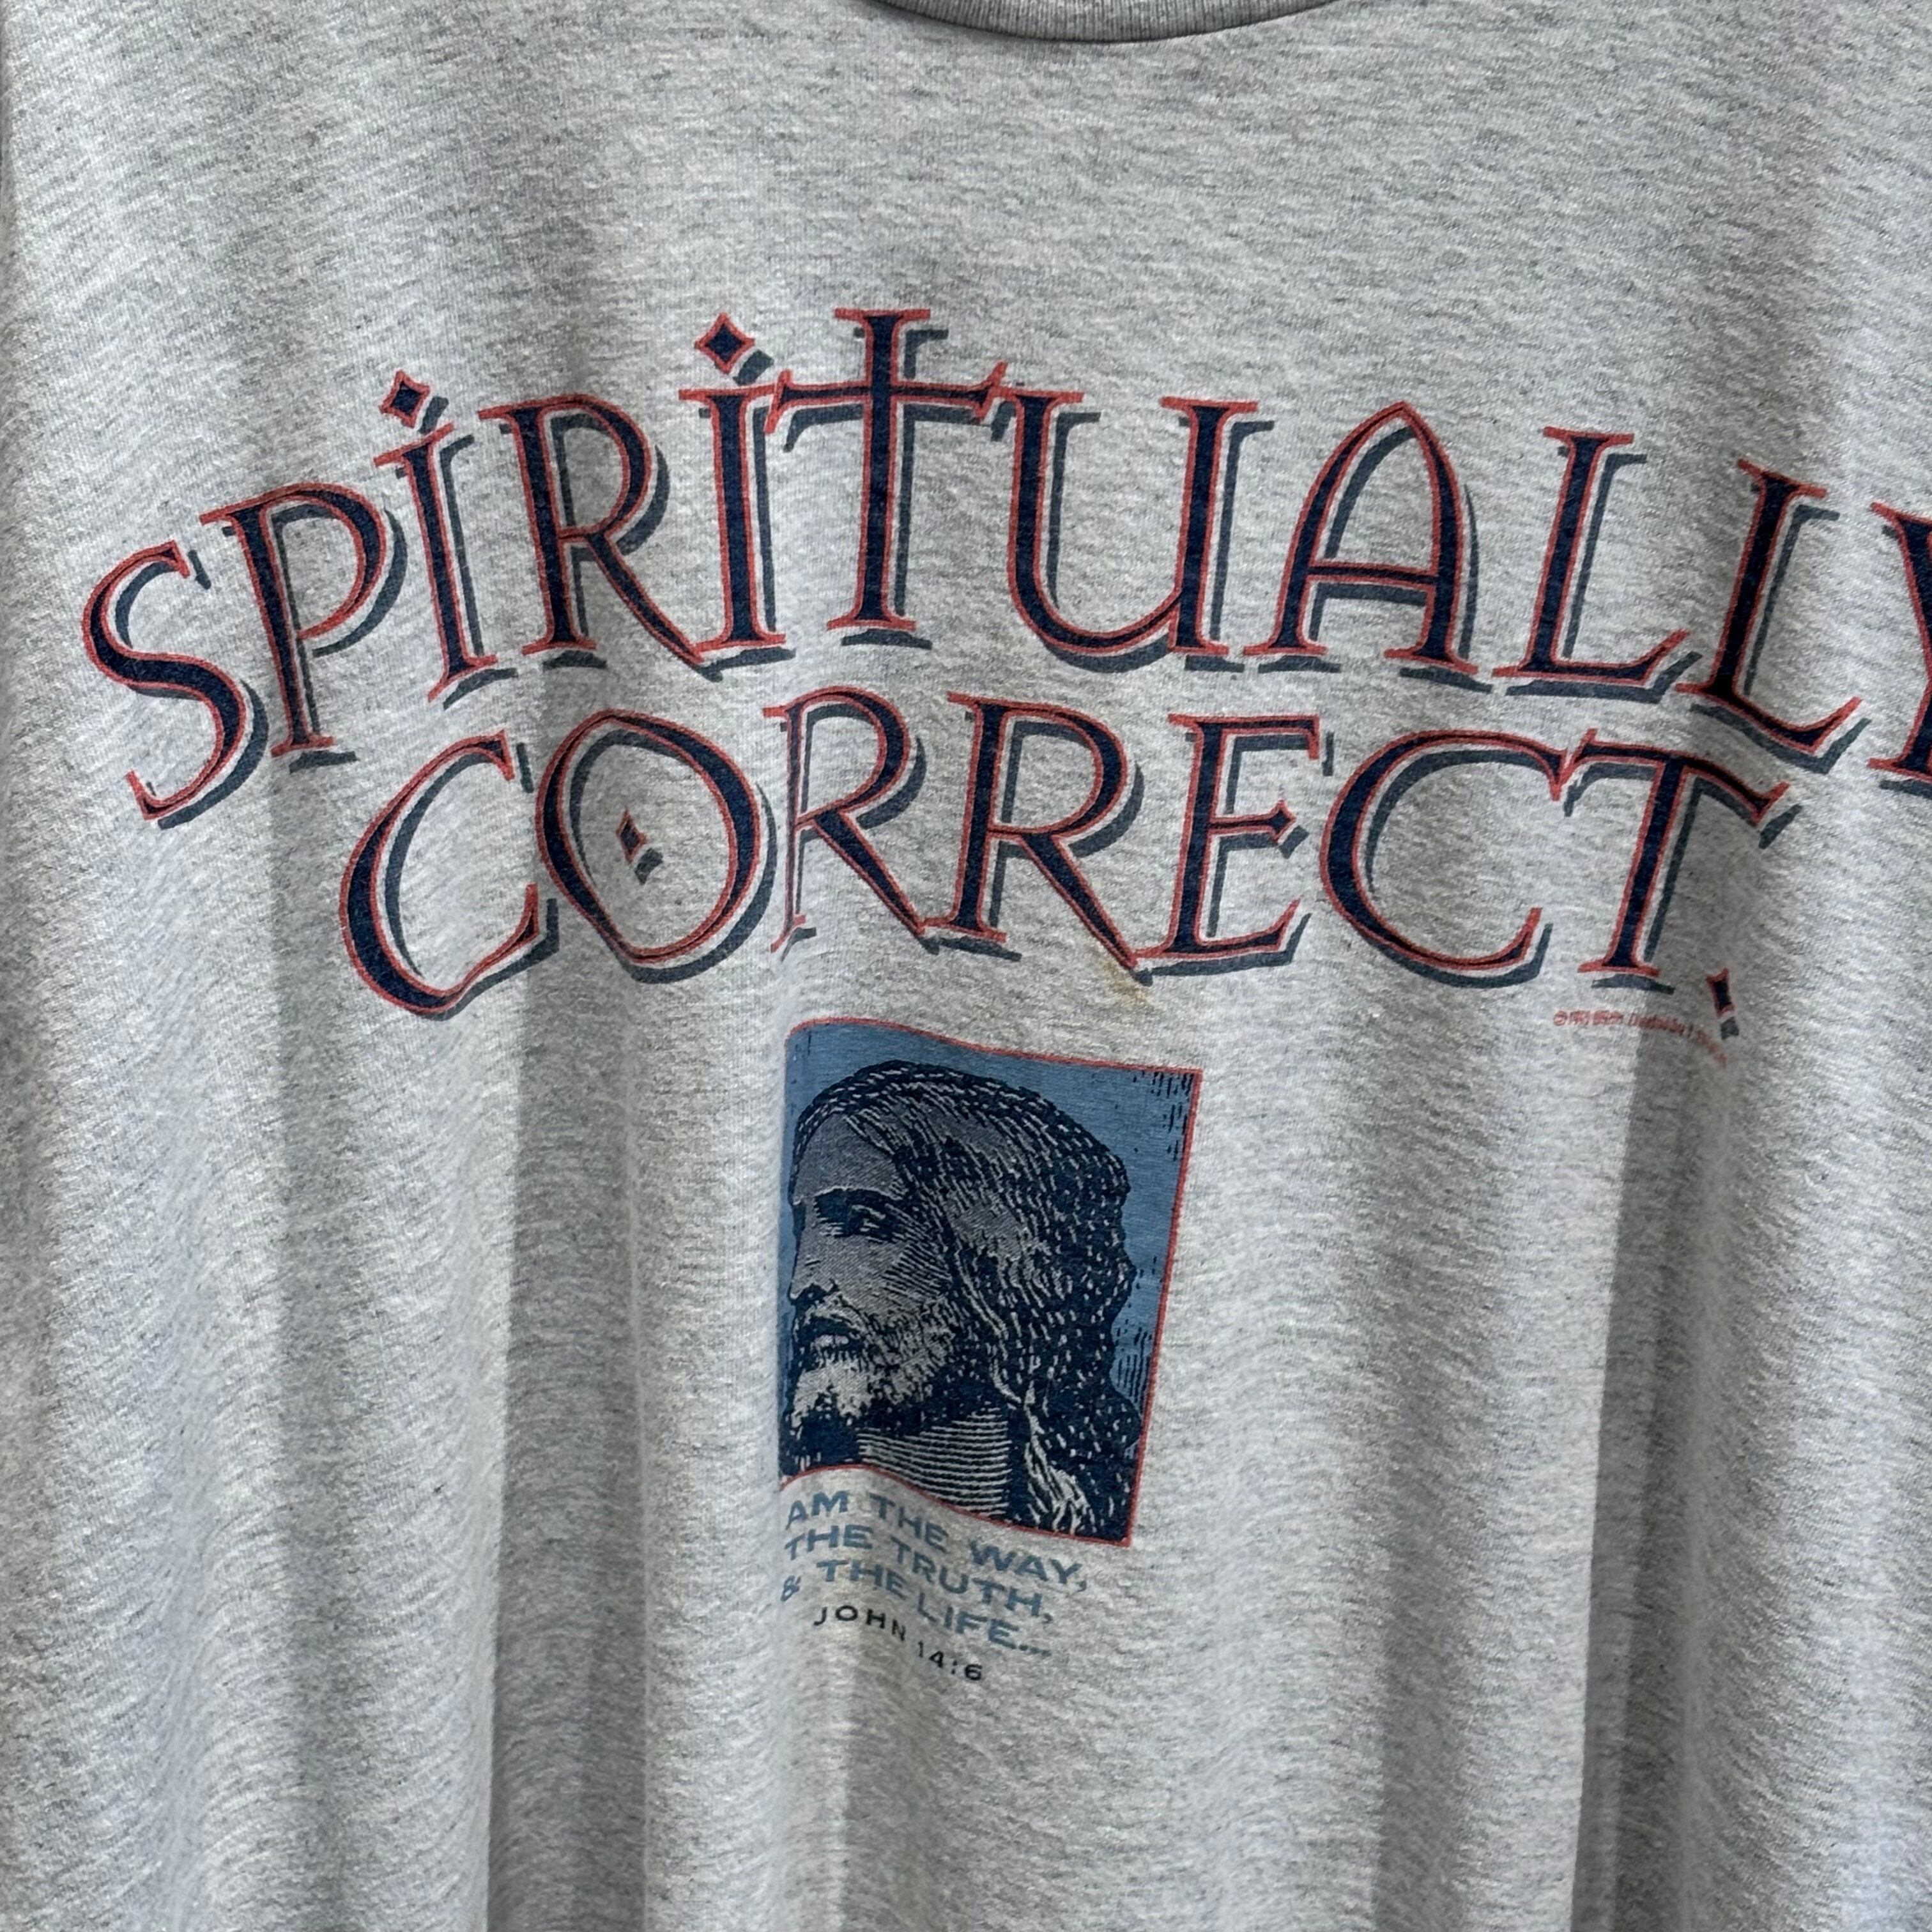 SPiRitUALLY
CORRECT.
AM THE WAY,
THE TRUTH,
& THE LIFE...
JOHN 14:6